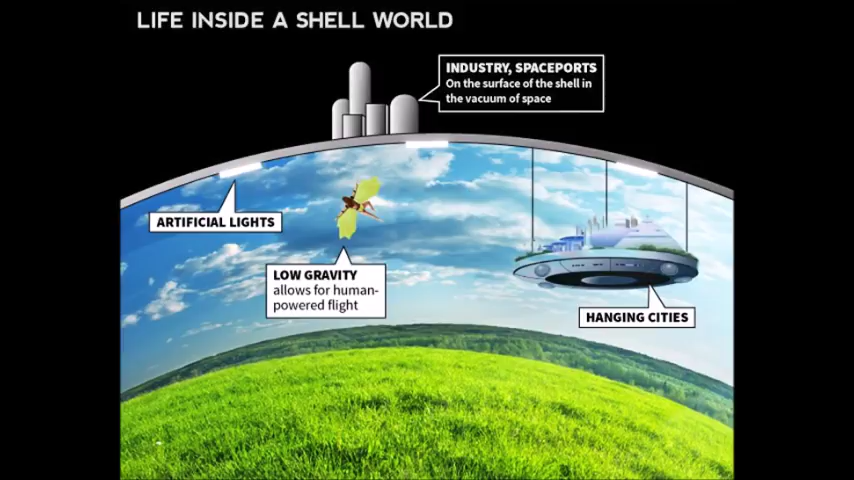 LIFE INSIDE A SHELL WORLD
INDUSTRY, SPACEPORTS
On the surface of the shell in
the vacuum of space
ARTIFICIAL LIGHTS
LOW GRAVITY
allows for human-
powered flight
HANGING CITIES